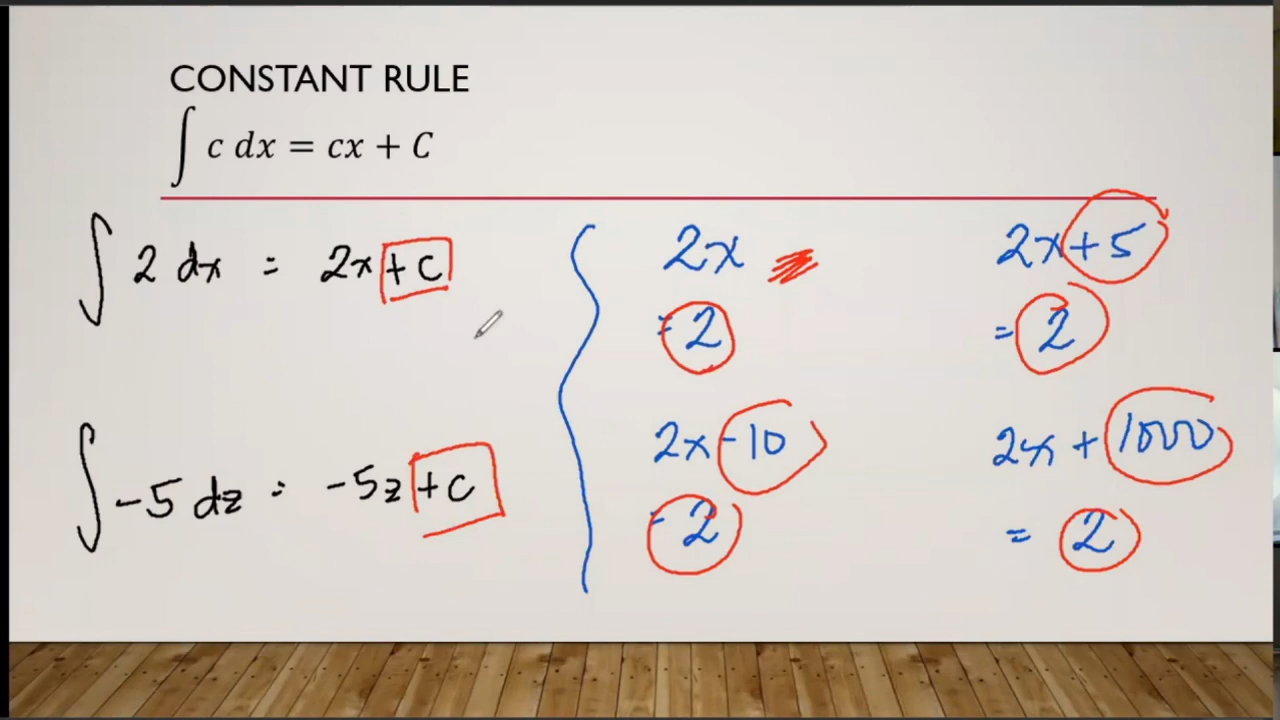 CONSTANT RULE
∫ c dx = cx + C
∫ 2 dx = 2x + C
∫ -5 dz = -5z + C
2x
= 2
2x - 10
= 2
2x + 5
= 2
2x + 1000
= 2